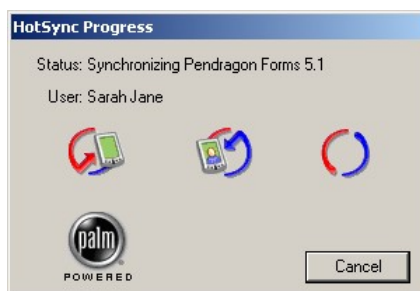 HotSync Progress
Status: Synchronizing Pendragon Forms 5.1
User: Sarah Jane
palm
POWERED
Cancel